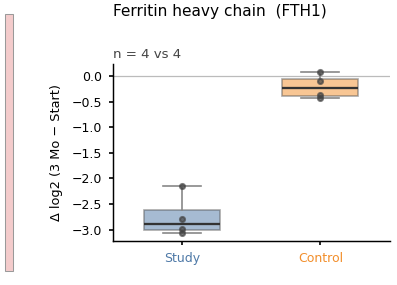 Ferritin heavy chain  (FTH1)
n = 4 vs 4
Δ log2 (3 Mo − Start)
0.0
−0.5
−1.0
−1.5
−2.0
−2.5
−3.0
Study
Control